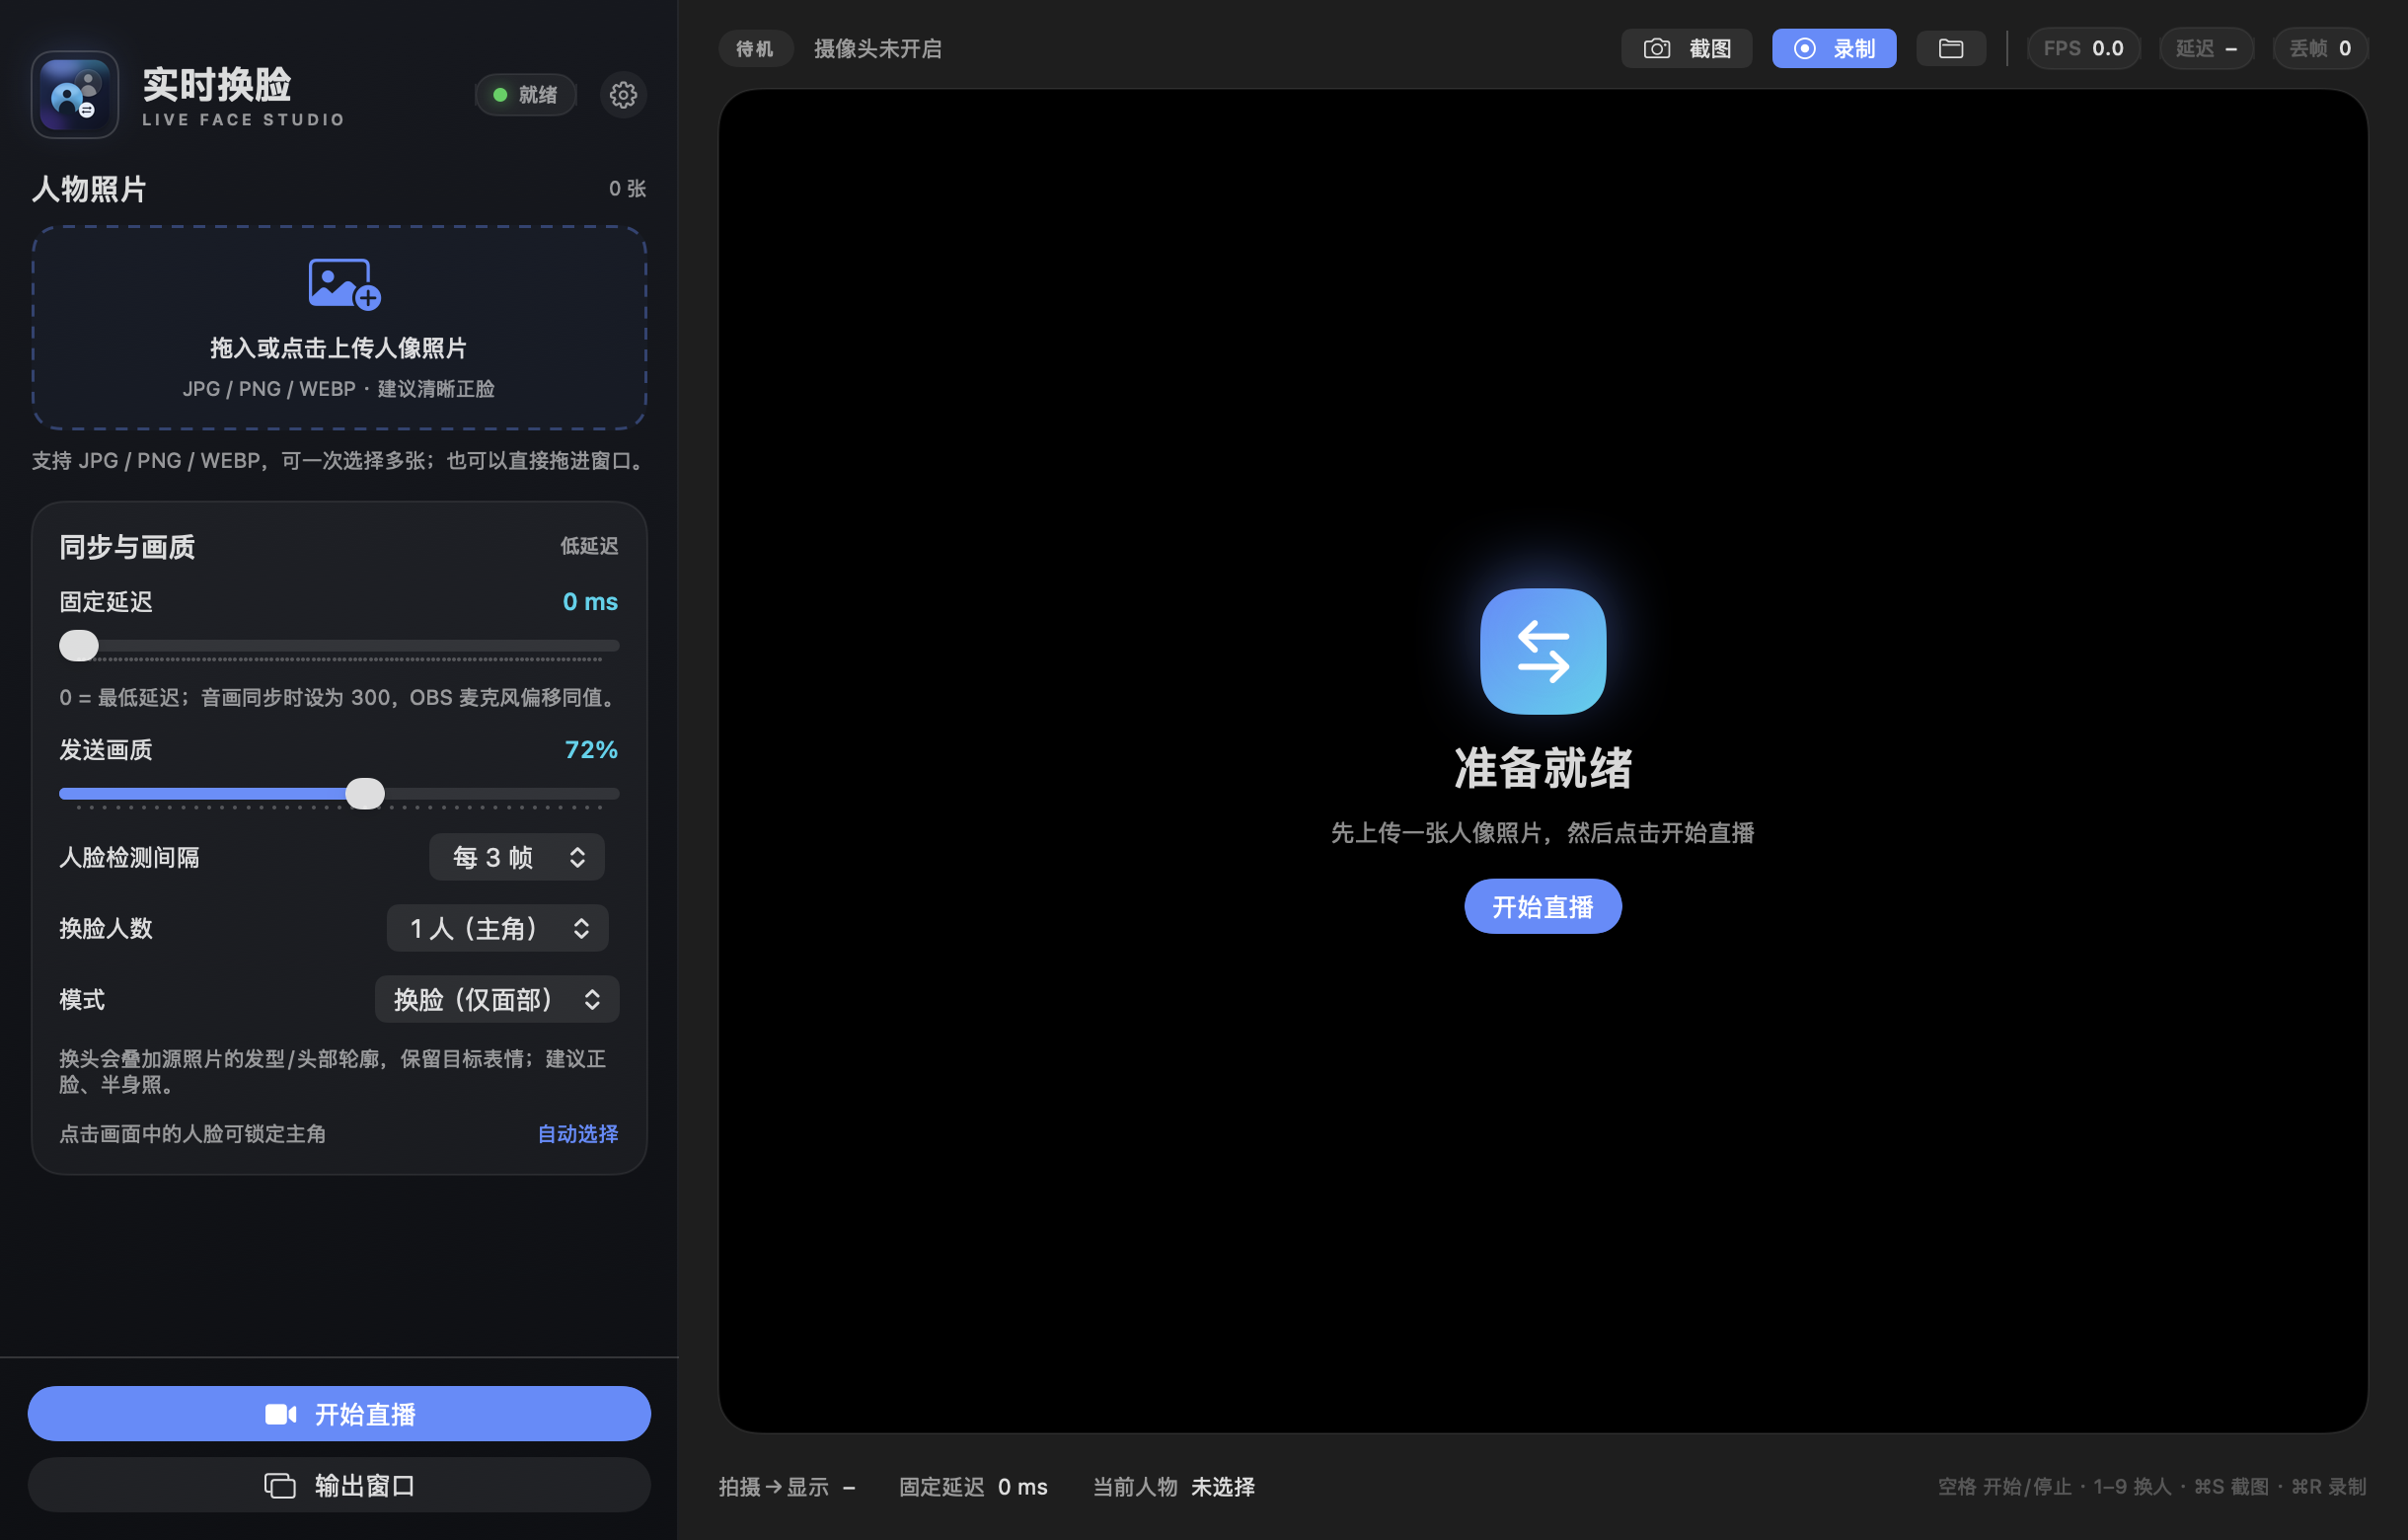 实时换脸
LIVE FACE STUDIO
就绪
人物照片
0 张
拖入或点击上传人像照片
JPG / PNG / WEBP · 建议清晰正脸
支持 JPG / PNG / WEBP，可一次选择多张；也可以直接拖进窗口。
同步与画质
低延迟
固定延迟
0 ms
0 = 最低延迟；音画同步时设为 300，OBS 麦克风偏移同值。
发送画质
72%
人脸检测间隔
每 3 帧
换脸人数
1 人（主角）
模式
换脸（仅面部）
换头会叠加源照片的发型/头部轮廓，保留目标表情；建议正
脸、半身照。
点击画面中的人脸可锁定主角
自动选择
开始直播
输出窗口
待机
摄像头未开启
截图
录制
FPS 0.0
延迟 –
丢帧 0
准备就绪
先上传一张人像照片，然后点击开始直播
开始直播
拍摄→显示 –
固定延迟 0 ms
当前人物 未选择
空格 开始/停止 · 1–9 换人 · ⌘S 截图 · ⌘R 录制